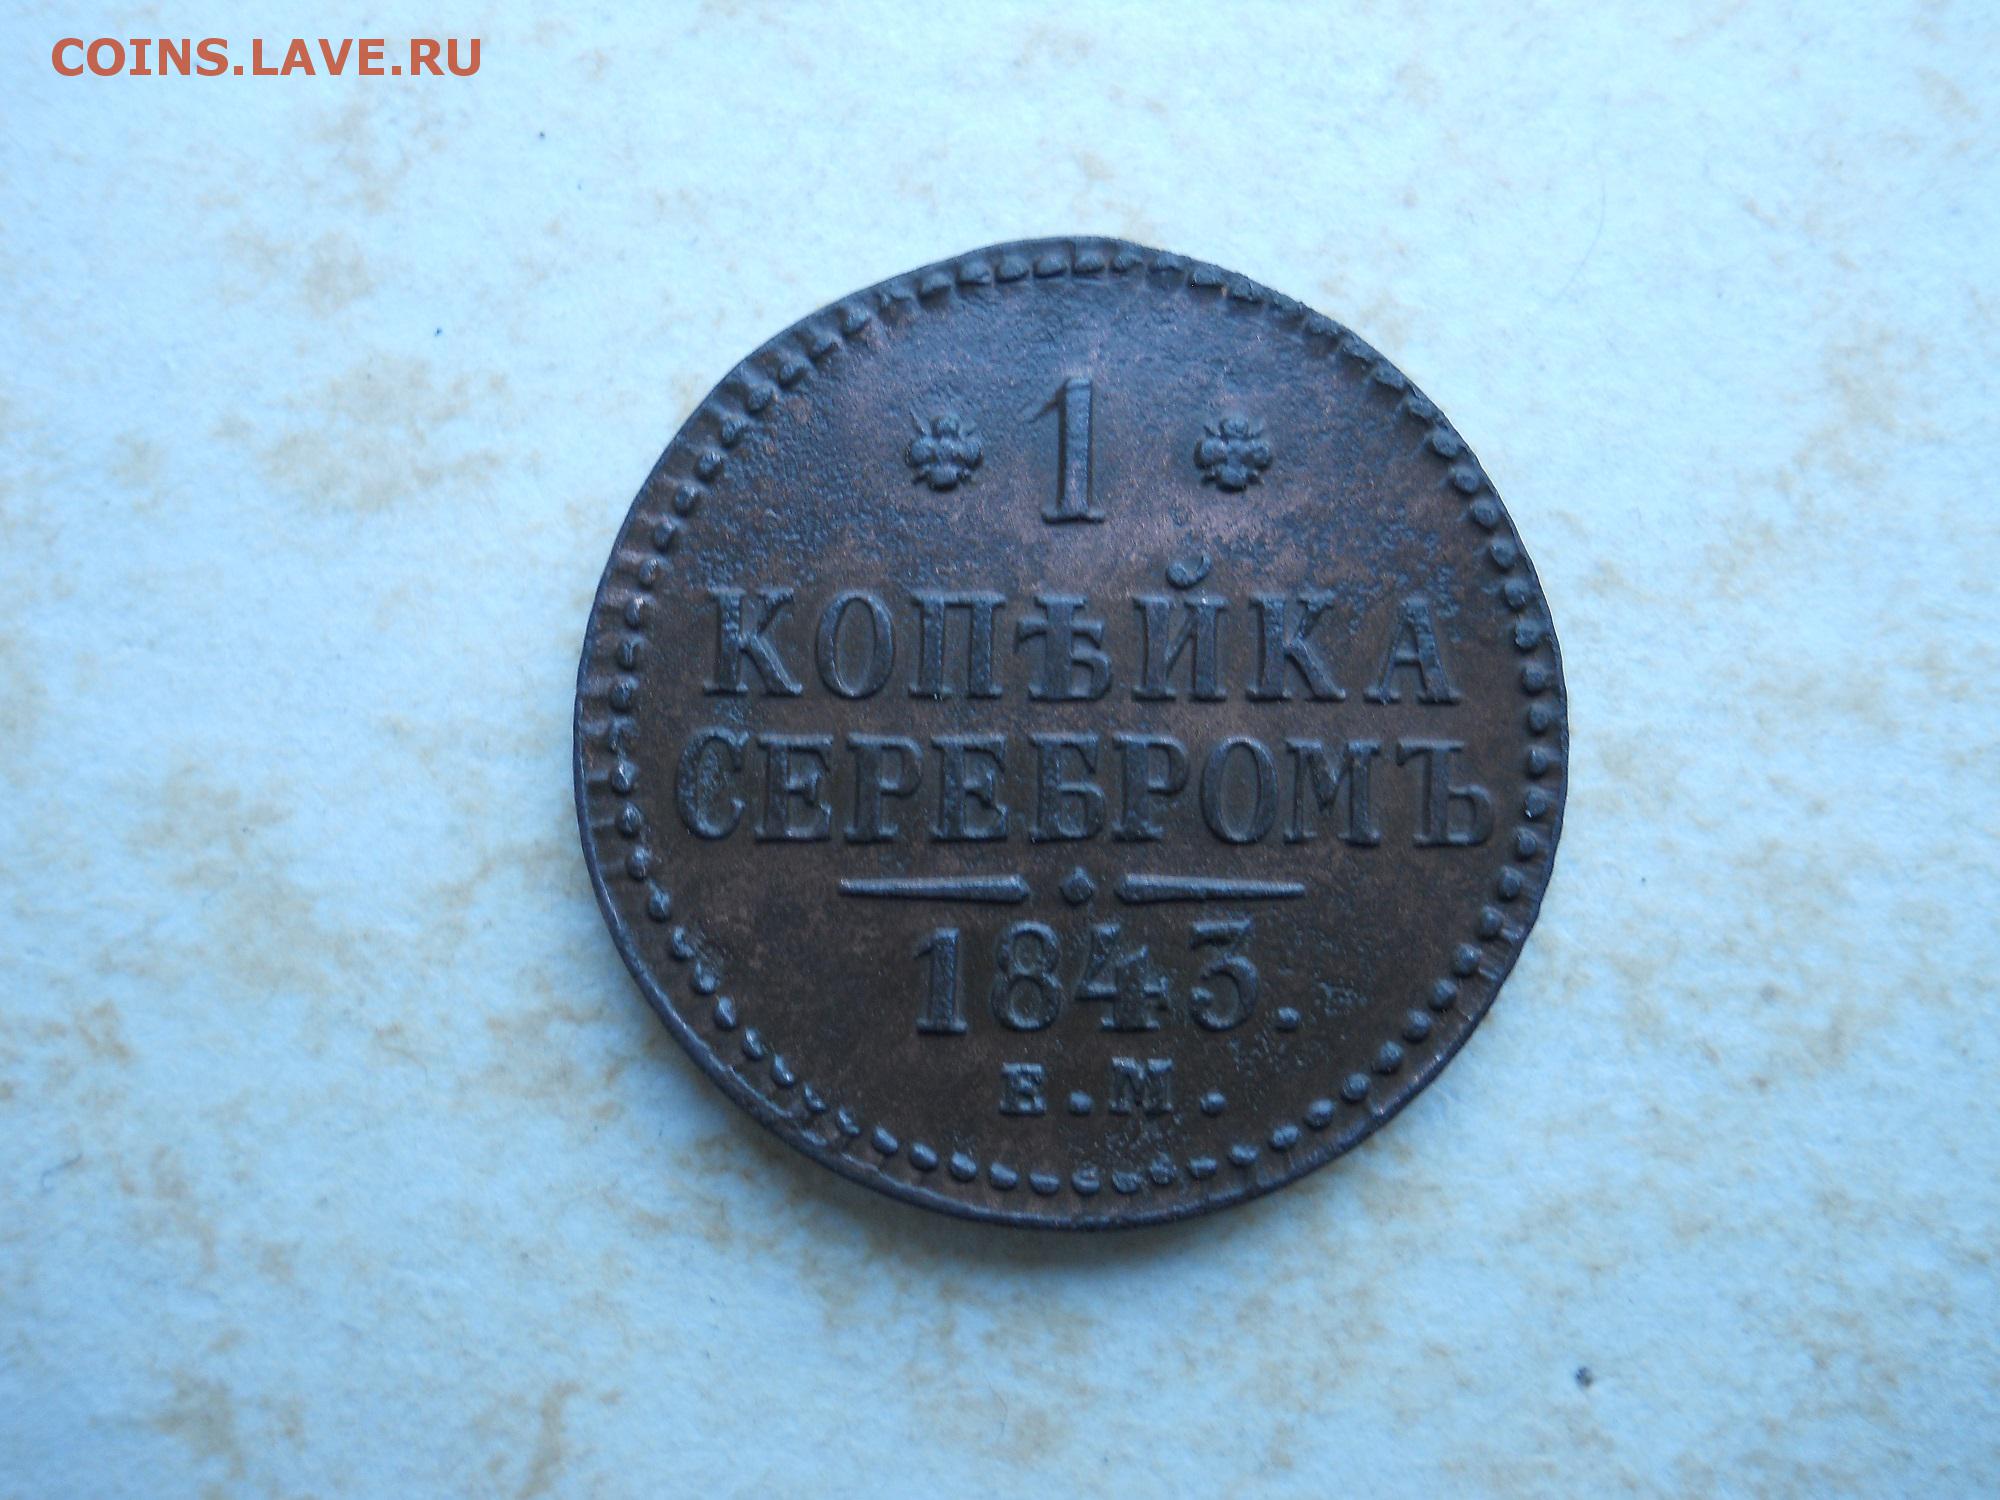 COINS.LAVE.RU
1
КОПѢЙКА
СЕРЕБРОМЪ
1843.
Е.М.